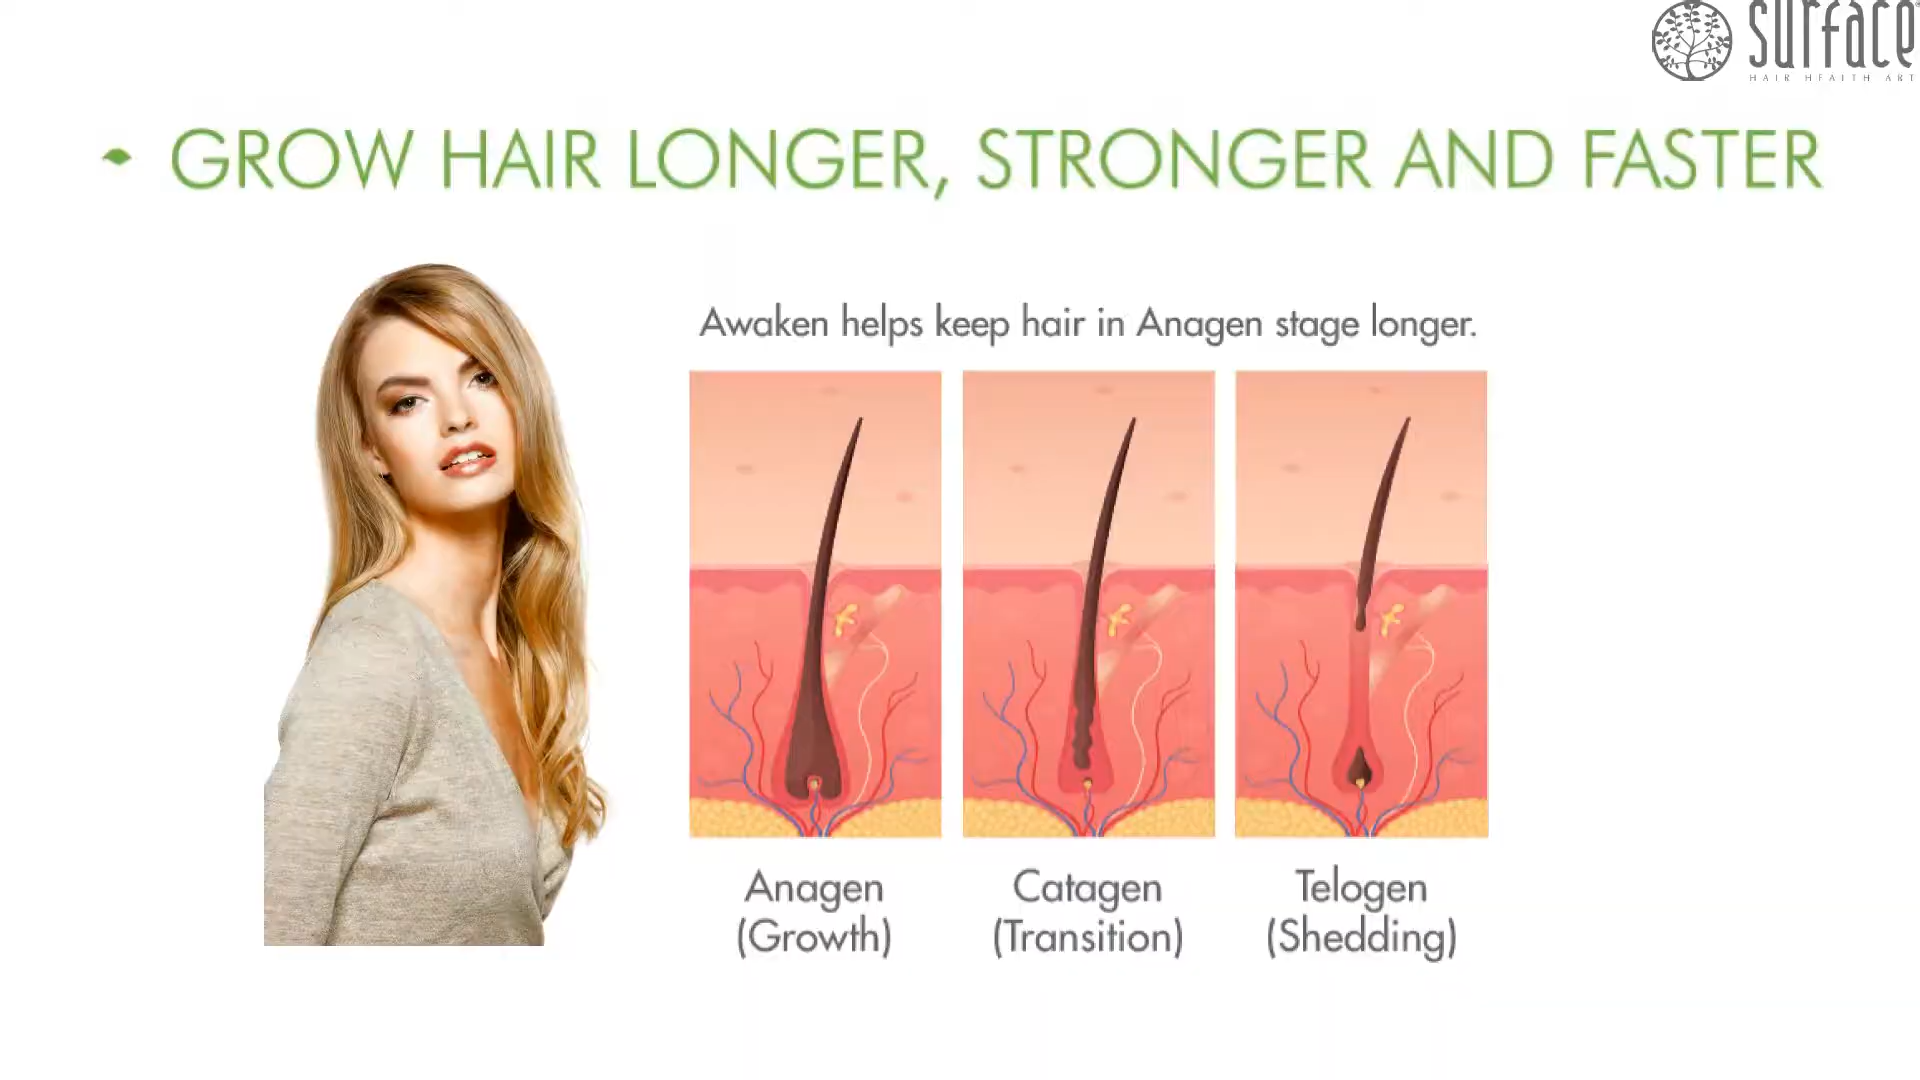 surface
HAIR HEALTH ART
GROW HAIR LONGER, STRONGER AND FASTER
Awaken helps keep hair in Anagen stage longer.
Anagen
(Growth)
Catagen
(Transition)
Telogen
(Shedding)